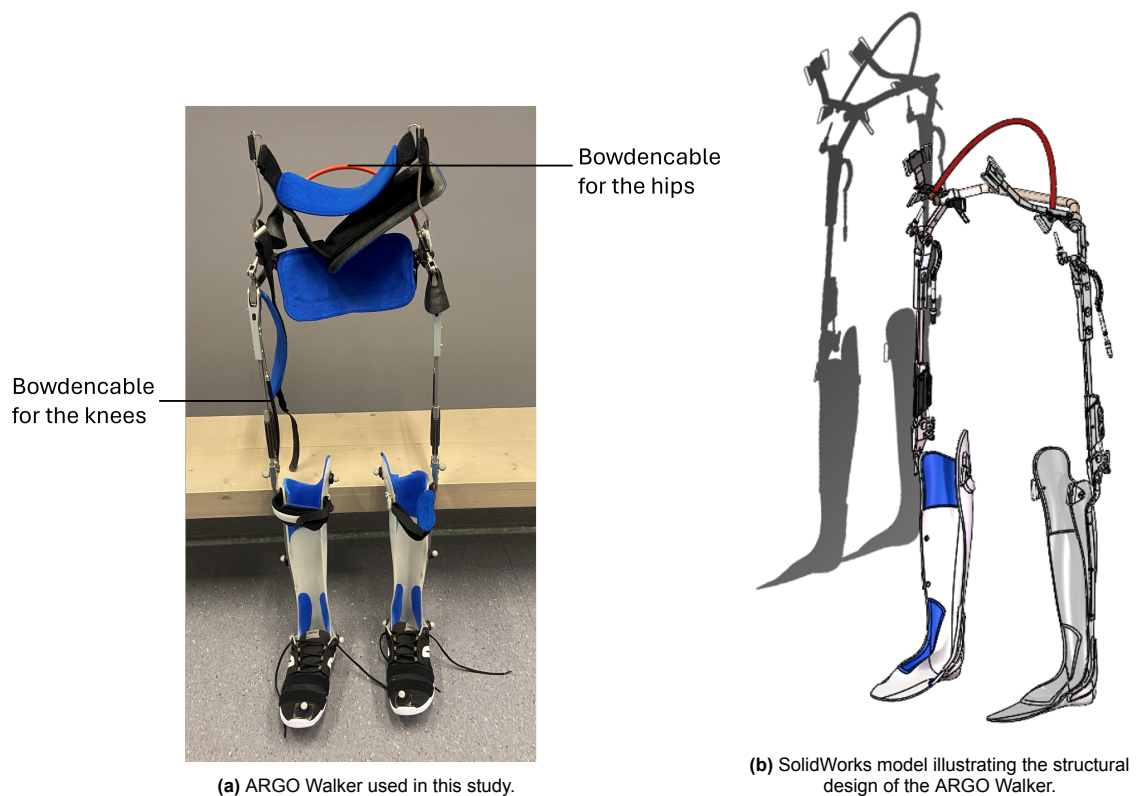 Bowdencable
for the hips
Bowdencable
for the knees
(a) ARGO Walker used in this study.
(b) SolidWorks model illustrating the structural
design of the ARGO Walker.